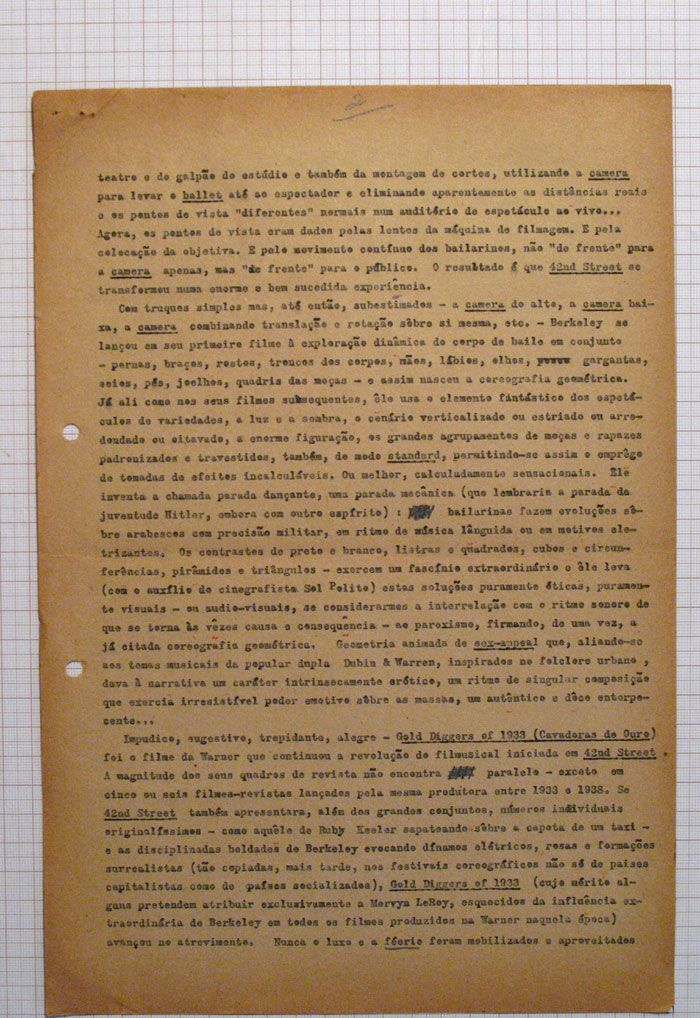 2
teatro e do galpão do estúdio e também da montagem de cortes, utilizando a camera
para levar o ballet até ao espectador e eliminando aparentemente as distâncias reais
e os pontos de vista "diferentes" normais num auditório de espetáculo ao vivo...
Agora, os pontos de vista eram dados pelas lentes da máquina de filmagem. E pela
colocação da objetiva. E pelo movimento contínuo dos bailarinos, não "de frente" para
a camera apenas, mas "de frente" para o público. O resultado é que 42nd Street se
transformou numa enorme e bem sucedida experiência.
Com truques simples mas, até então, subestimados - a camera do alto, a camera bai-
xa, a camera combinando translação e rotação sôbre si mesma, etc. - Berkeley se
lançou em seu primeiro filme à exploração dinâmica do corpo de baile em conjunto
- pernas, braços, rostos, troncos dos corpos, mãos, lábios, olhos, gargantas,
seios, pés, joelhos, quadris das moças - e assim nasceu a coreografia geométrica.
Já ali como nos seus filmes subsequentes, êle usa o elemento fantástico dos espetá-
culos de variedades, a luz e a sombra, o cenário verticalizado ou estriado ou arre-
dondado ou oitavado, a enorme figuração, os grandes agrupamentos de moças e rapazes
padronizados e travestidos, também, de modo standard, permitindo-se assim o emprêgo
de tomadas de efeitos incalculáveis. Ou melhor, calculadamente sensacionais. Êle
inventa a chamada parada dançante, uma parada mecânica (que lembraria a parada da
juventude Hitler, embora com outro espírito) : bailarinas fazem evoluções sô-
bre arabescos com precisão militar, em ritmo de música lânguida ou em motivos ele-
trizantes. Os contrastes de preto e branco, listras e quadrados, cubos e circun-
ferências, pirâmides e triângulos - exercem um fascínio extraordinário e êle leva
(com o auxílio do cinegrafista Sol Polito) estas soluções puramente óticas, puramen-
te visuais - ou audio-visuais, se considerarmos a interrelação com o ritmo sonoro de
que se torna às vêzes causa e consequência - ao paroxismo, firmando, de uma vez, a
já citada coreografia geométrica. Geometria animada de sex-appeal que, aliando-se
aos temas musicais da popular dupla Dubin & Warren, inspirados no folclore urbano ,
dava à narrativa um caráter intrinsecamente erótico, um ritmo de singular composição
que exercia irresistível poder emotivo sôbre as massas, um autêntico e dôce entorpe-
cente...
Impudico, sugestivo, trepidante, alegre - Gold Diggers of 1933 (Cavadoras de Ouro)
foi o filme da Warner que continuou a revolução do filmusical iniciada em 42nd Street .
A magnitude dos seus quadros de revista não encontra paralelo - exceto em
cinco ou seis filmes-revistas lançados pela mesma produtora entre 1933 e 1938. Se
42nd Street também apresentara, além dos grandes conjuntos, números individuais
originalíssimos - como aquêle de Ruby Keeler sapateando sôbre a capota de um taxi -
e as disciplinadas beldades de Berkeley evocando dínamos elétricos, rosas e formações
surrealistas (tão copiadas, mais tarde, nos festivais coreográficos não só de países
capitalistas como de países socializados), Gold Diggers of 1933 (cujo mérito al-
guns pretendem atribuir exclusivamente a Mervyn LeRoy, esquecidos da influência ex-
traordinária de Berkeley em todos os filmes produzidos na Warner naquela época)
avançou no atrevimento. Nunca o luxo e a féerie foram mobilizados e aproveitados